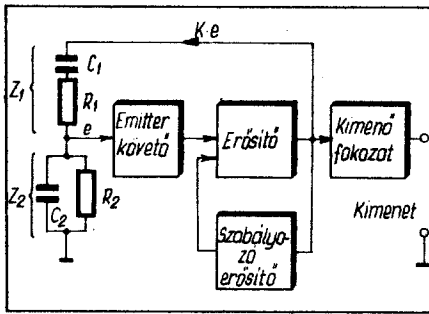 K·e
Z1
C1
R1
e
Emitter
követő
Erősítő
Kimenő
fokozat
Z2
C2
R2
Szabályo-
zó
erősítő
Kimenet